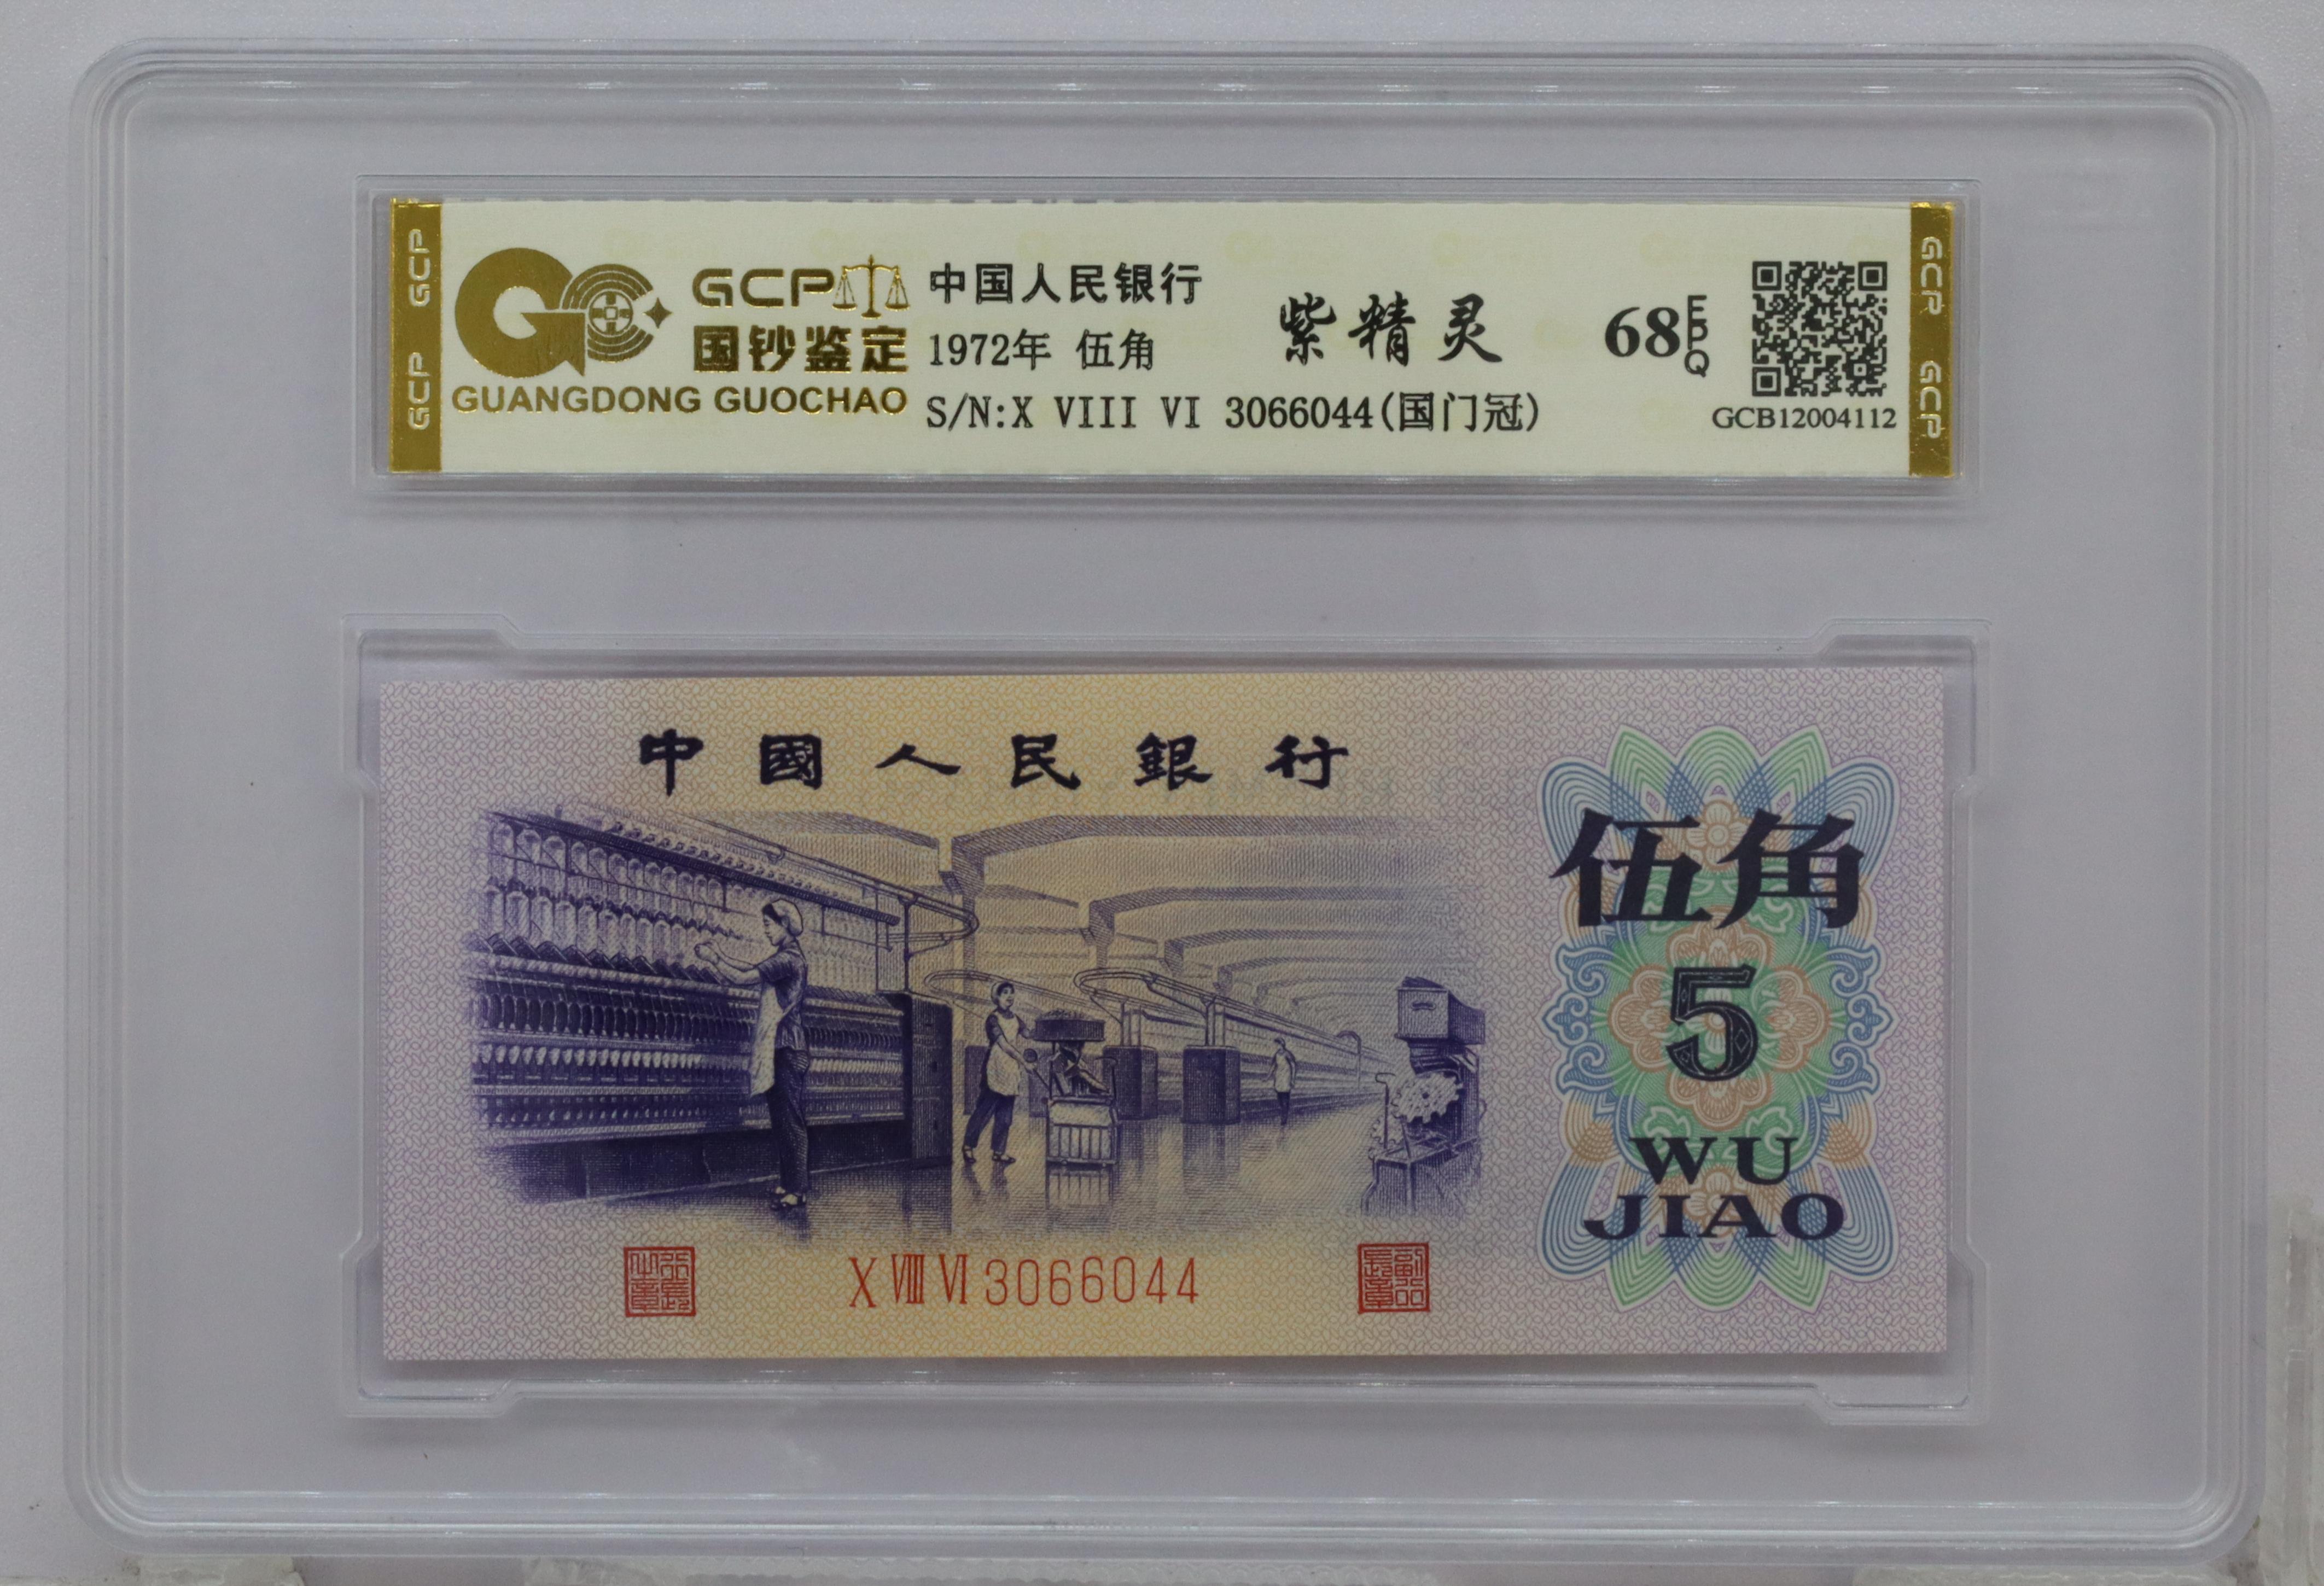 GCP
国钞鉴定
GUANGDONG GUOCHAO
中国人民银行
1972年 伍角
S/N:X VIII VI 3066044(国门冠)
紫精灵
68 EPQ
GCB12004112
GCP GCP
GCP GCP
中國人民銀行
伍角
5
WU
JIAO
X VIII VI 3066044